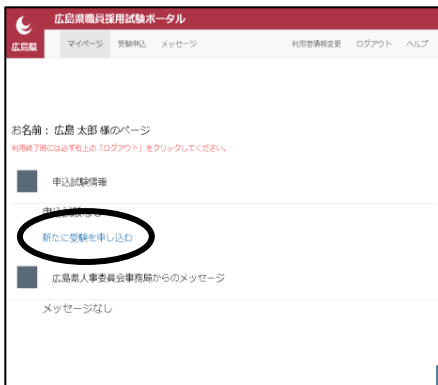 広島県職員採用試験ポータル
広島県
マイページ 受験申込 メッセージ 利用者情報変更 ログアウト ヘルプ
お名前： 広島 太郎 様のページ
利用終了時には必ず右上の「ログアウト」をクリックしてください。
申込試験情報
申込試験なし
新たに受験を申し込む
広島県人事委員会事務局からのメッセージ
メッセージなし